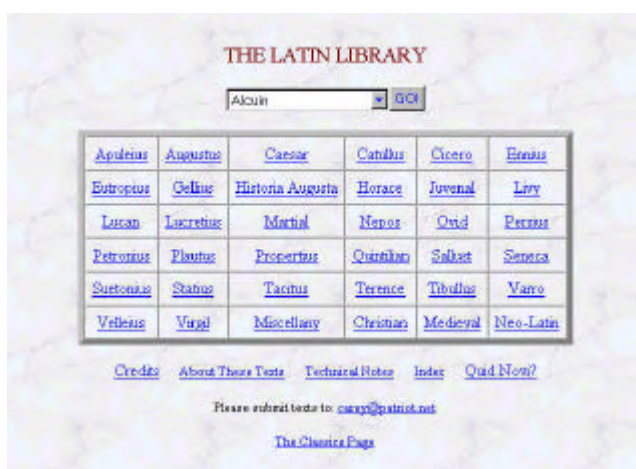 THE LATIN LIBRARY
Alcuin GO!
Apuleius Augustus Caesar Catullus Cicero Ennius
Eutropius Gellius Historia Augusta Horace Juvenal Livy
Lucan Lucretius Martial Nepos Ovid Persius
Petronius Plautus Propertius Quintilian Sallust Seneca
Suetonius Statius Tacitus Terence Tibullus Varro
Velleius Virgil Miscellany Christian Medieval Neo-Latin
Credits About These Texts Technical Notes Index Quid Novi?
Please submit texts to: carey@patriot.net
The Classics Page